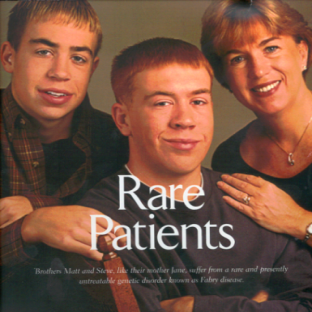 Rare
Patients
Brothers Matt and Steve, like their mother Jane, suffer from a rare and presently
untreatable genetic disorder known as Fabry disease.